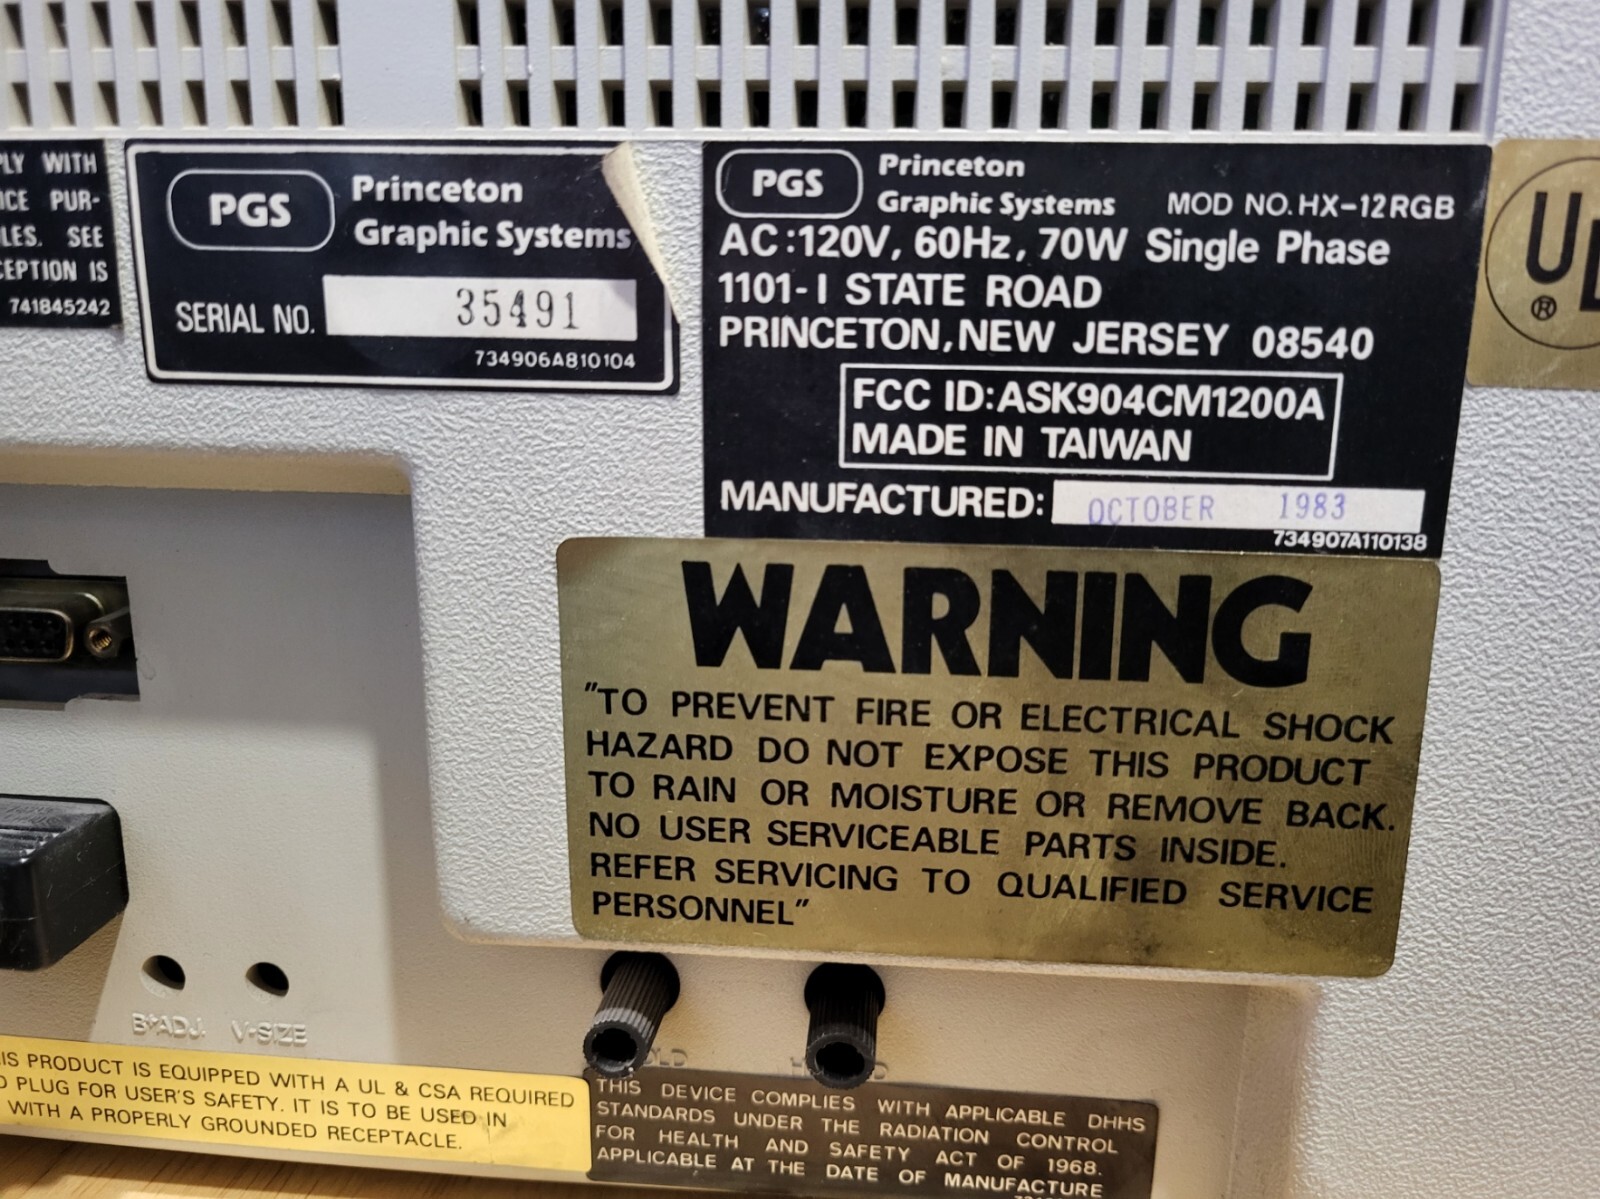 PLY WITH
ICE PUR-
LES. SEE
CEPTION IS
741845242
PGS Princeton
Graphic Systems
SERIAL NO. 35491
734906A810104
PGS Princeton
Graphic Systems MOD NO. HX-12RGB
AC:120V, 60Hz, 70W Single Phase
1101-I STATE ROAD
PRINCETON, NEW JERSEY 08540
FCC ID:ASK904CM1200A
MADE IN TAIWAN
MANUFACTURED: OCTOBER 1983
734907A110138
U
®
WARNING
"TO PREVENT FIRE OR ELECTRICAL SHOCK
HAZARD DO NOT EXPOSE THIS PRODUCT
TO RAIN OR MOISTURE OR REMOVE BACK.
NO USER SERVICEABLE PARTS INSIDE.
REFER SERVICING TO QUALIFIED SERVICE
PERSONNEL"
B+ADJ. V-SIZE
IS PRODUCT IS EQUIPPED WITH A UL & CSA REQUIRED
PLUG FOR USER'S SAFETY. IT IS TO BE USED IN
WITH A PROPERLY GROUNDED RECEPTACLE.
THIS DEVICE COMPLIES WITH APPLICABLE DHHS
STANDARDS UNDER THE RADIATION CONTROL
FOR HEALTH AND SAFETY ACT OF 1968.
APPLICABLE AT THE DATE OF MANUFACTURE